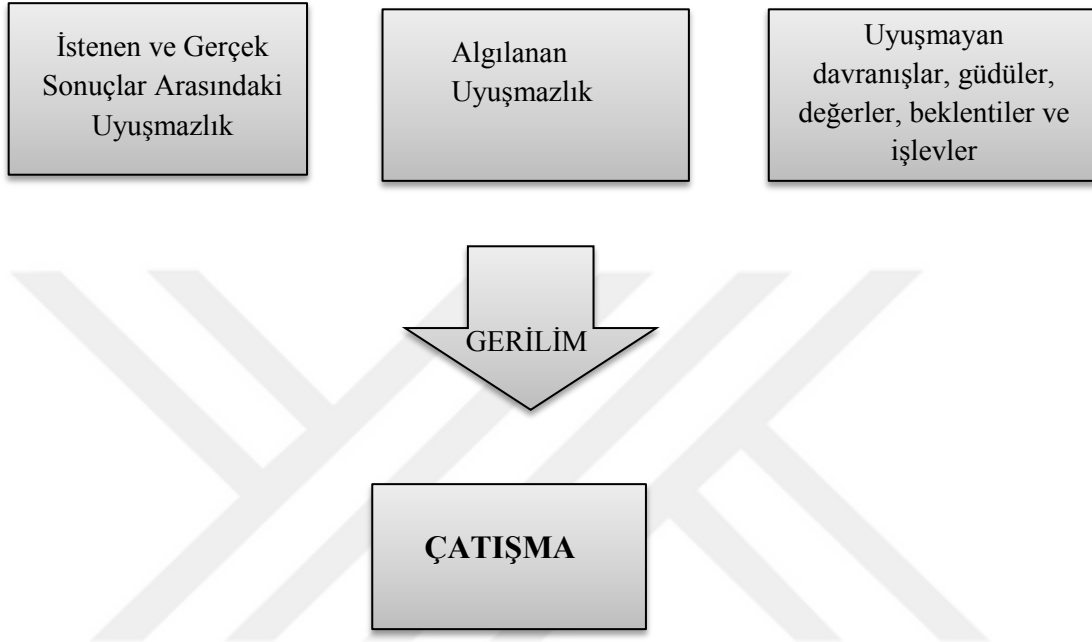 İstenen ve Gerçek
Sonuçlar Arasındaki
Uyuşmazlık
Algılanan
Uyuşmazlık
Uyuşmayan
davranışlar, güdüler,
değerler, beklentiler ve
işlevler
GERİLİM
ÇATIŞMA